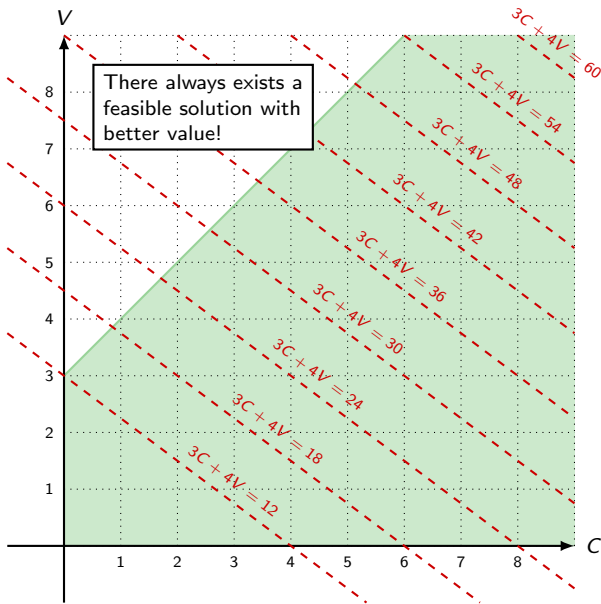 V
3C + 4V = 60
There always exists a
feasible solution with
better value!
8
3C + 4V = 54
7
3C + 4V = 48
6
3C + 4V = 42
5
3C + 4V = 36
4
3C + 4V = 30
3
3C + 4V = 24
2
3C + 4V = 18
1
3C + 4V = 12
C
1 2 3 4 5 6 7 8